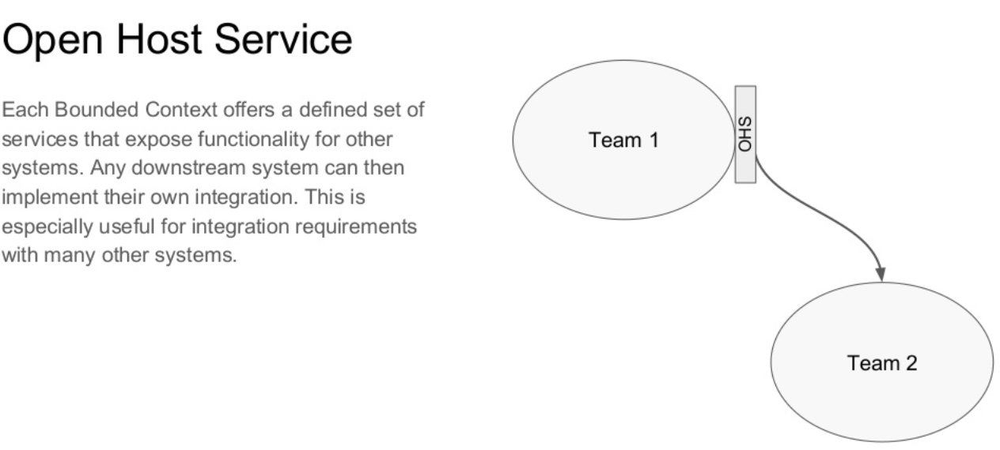 Open Host Service
Each Bounded Context offers a defined set of
services that expose functionality for other
systems. Any downstream system can then
implement their own integration. This is
especially useful for integration requirements
with many other systems.
Team 1
OHS
Team 2